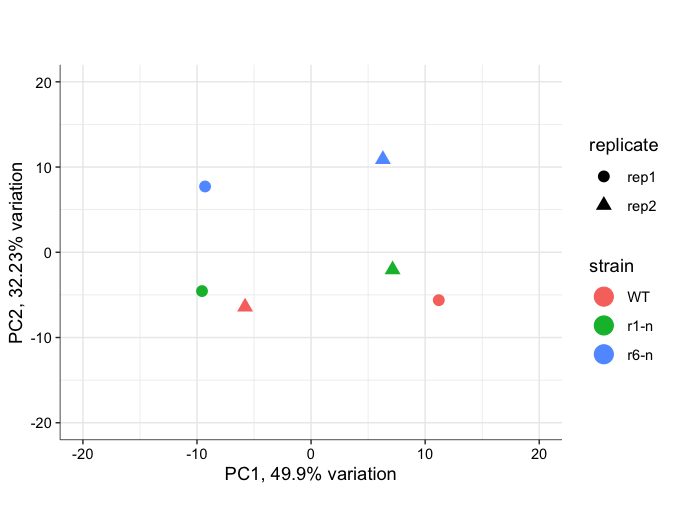 20
10
0
-10
-20
PC2, 32.23% variation
-20 -10 0 10 20
PC1, 49.9% variation
replicate
rep1
rep2
strain
WT
r1-n
r6-n